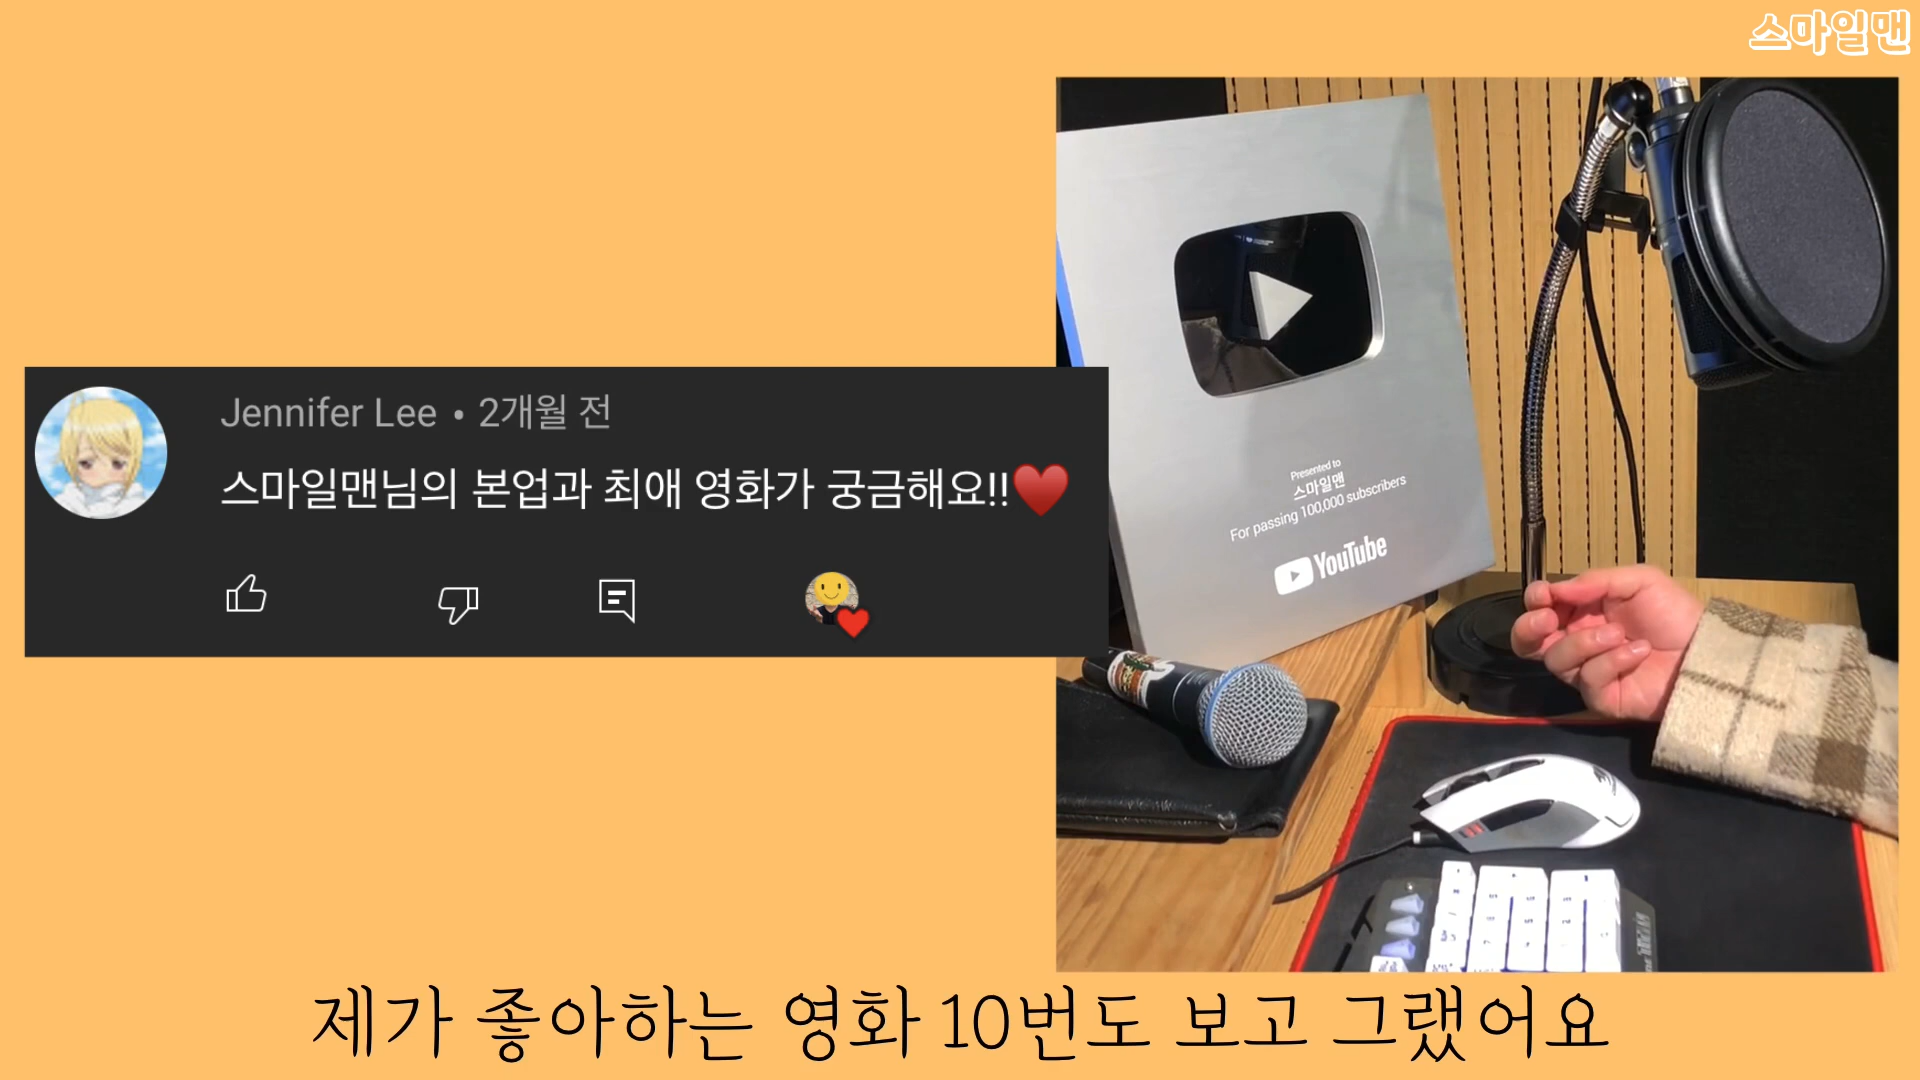 스마일맨
Jennifer Lee • 2개월 전
스마일맨님의 본업과 최애 영화가 궁금해요!!❤️
Presented to
스마일맨
For passing 100,000 subscribers
YouTube
제가 좋아하는 영화 10번도 보고 그랬어요